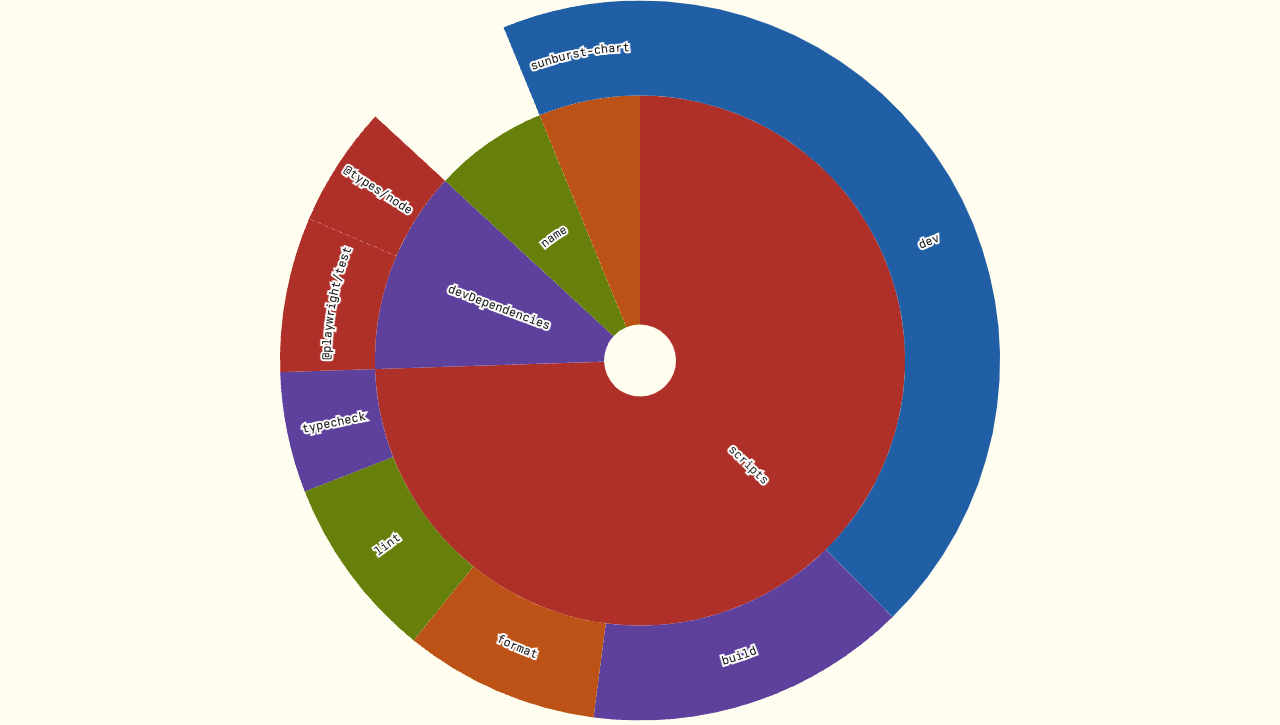 sunburst-chart
@types/node
name
dev
@playwright/test
devDependencies
typecheck
scripts
lint
format
build